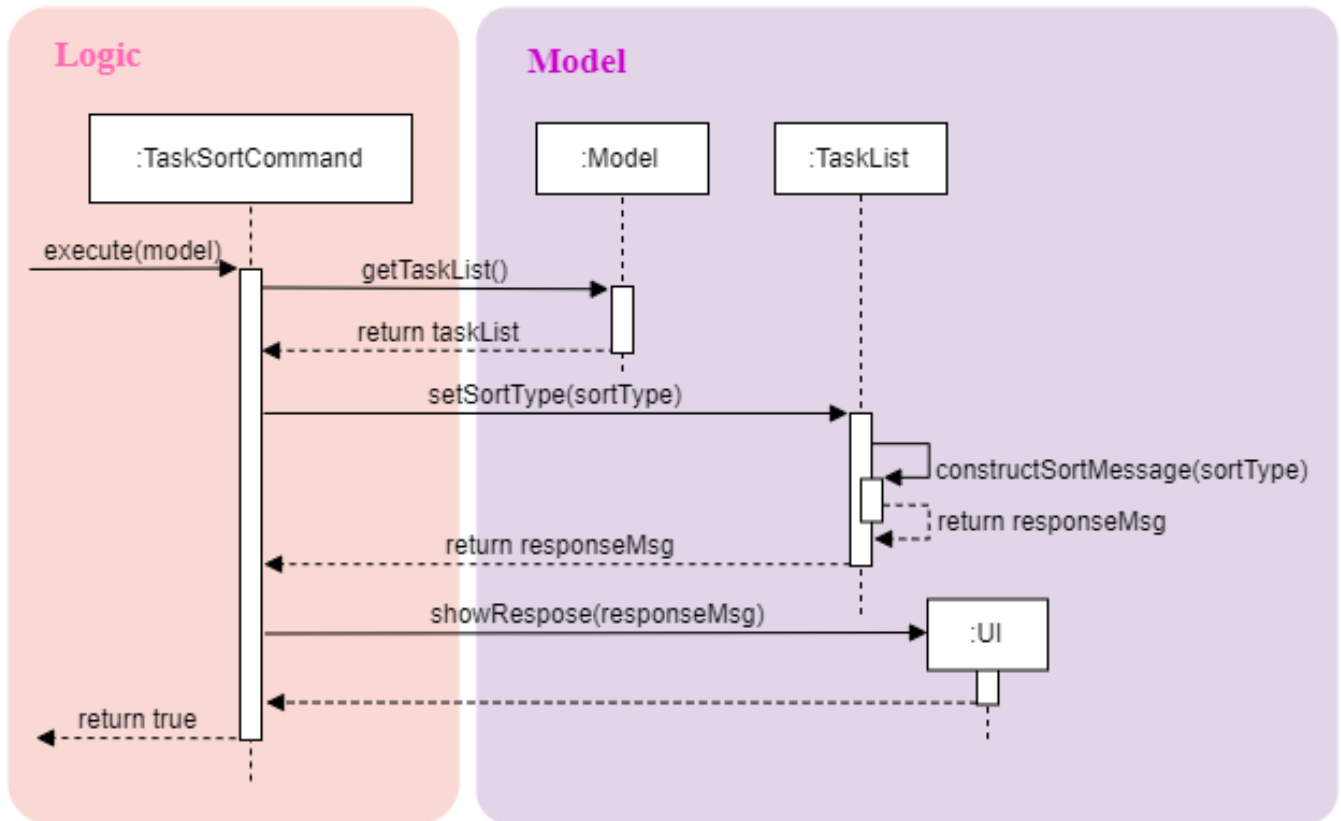 Logic
Model
:TaskSortCommand
:Model
:TaskList
execute(model)
getTaskList()
return taskList
setSortType(sortType)
constructSortMessage(sortType)
return responseMsg
return responseMsg
showRespose(responseMsg)
:UI
return true